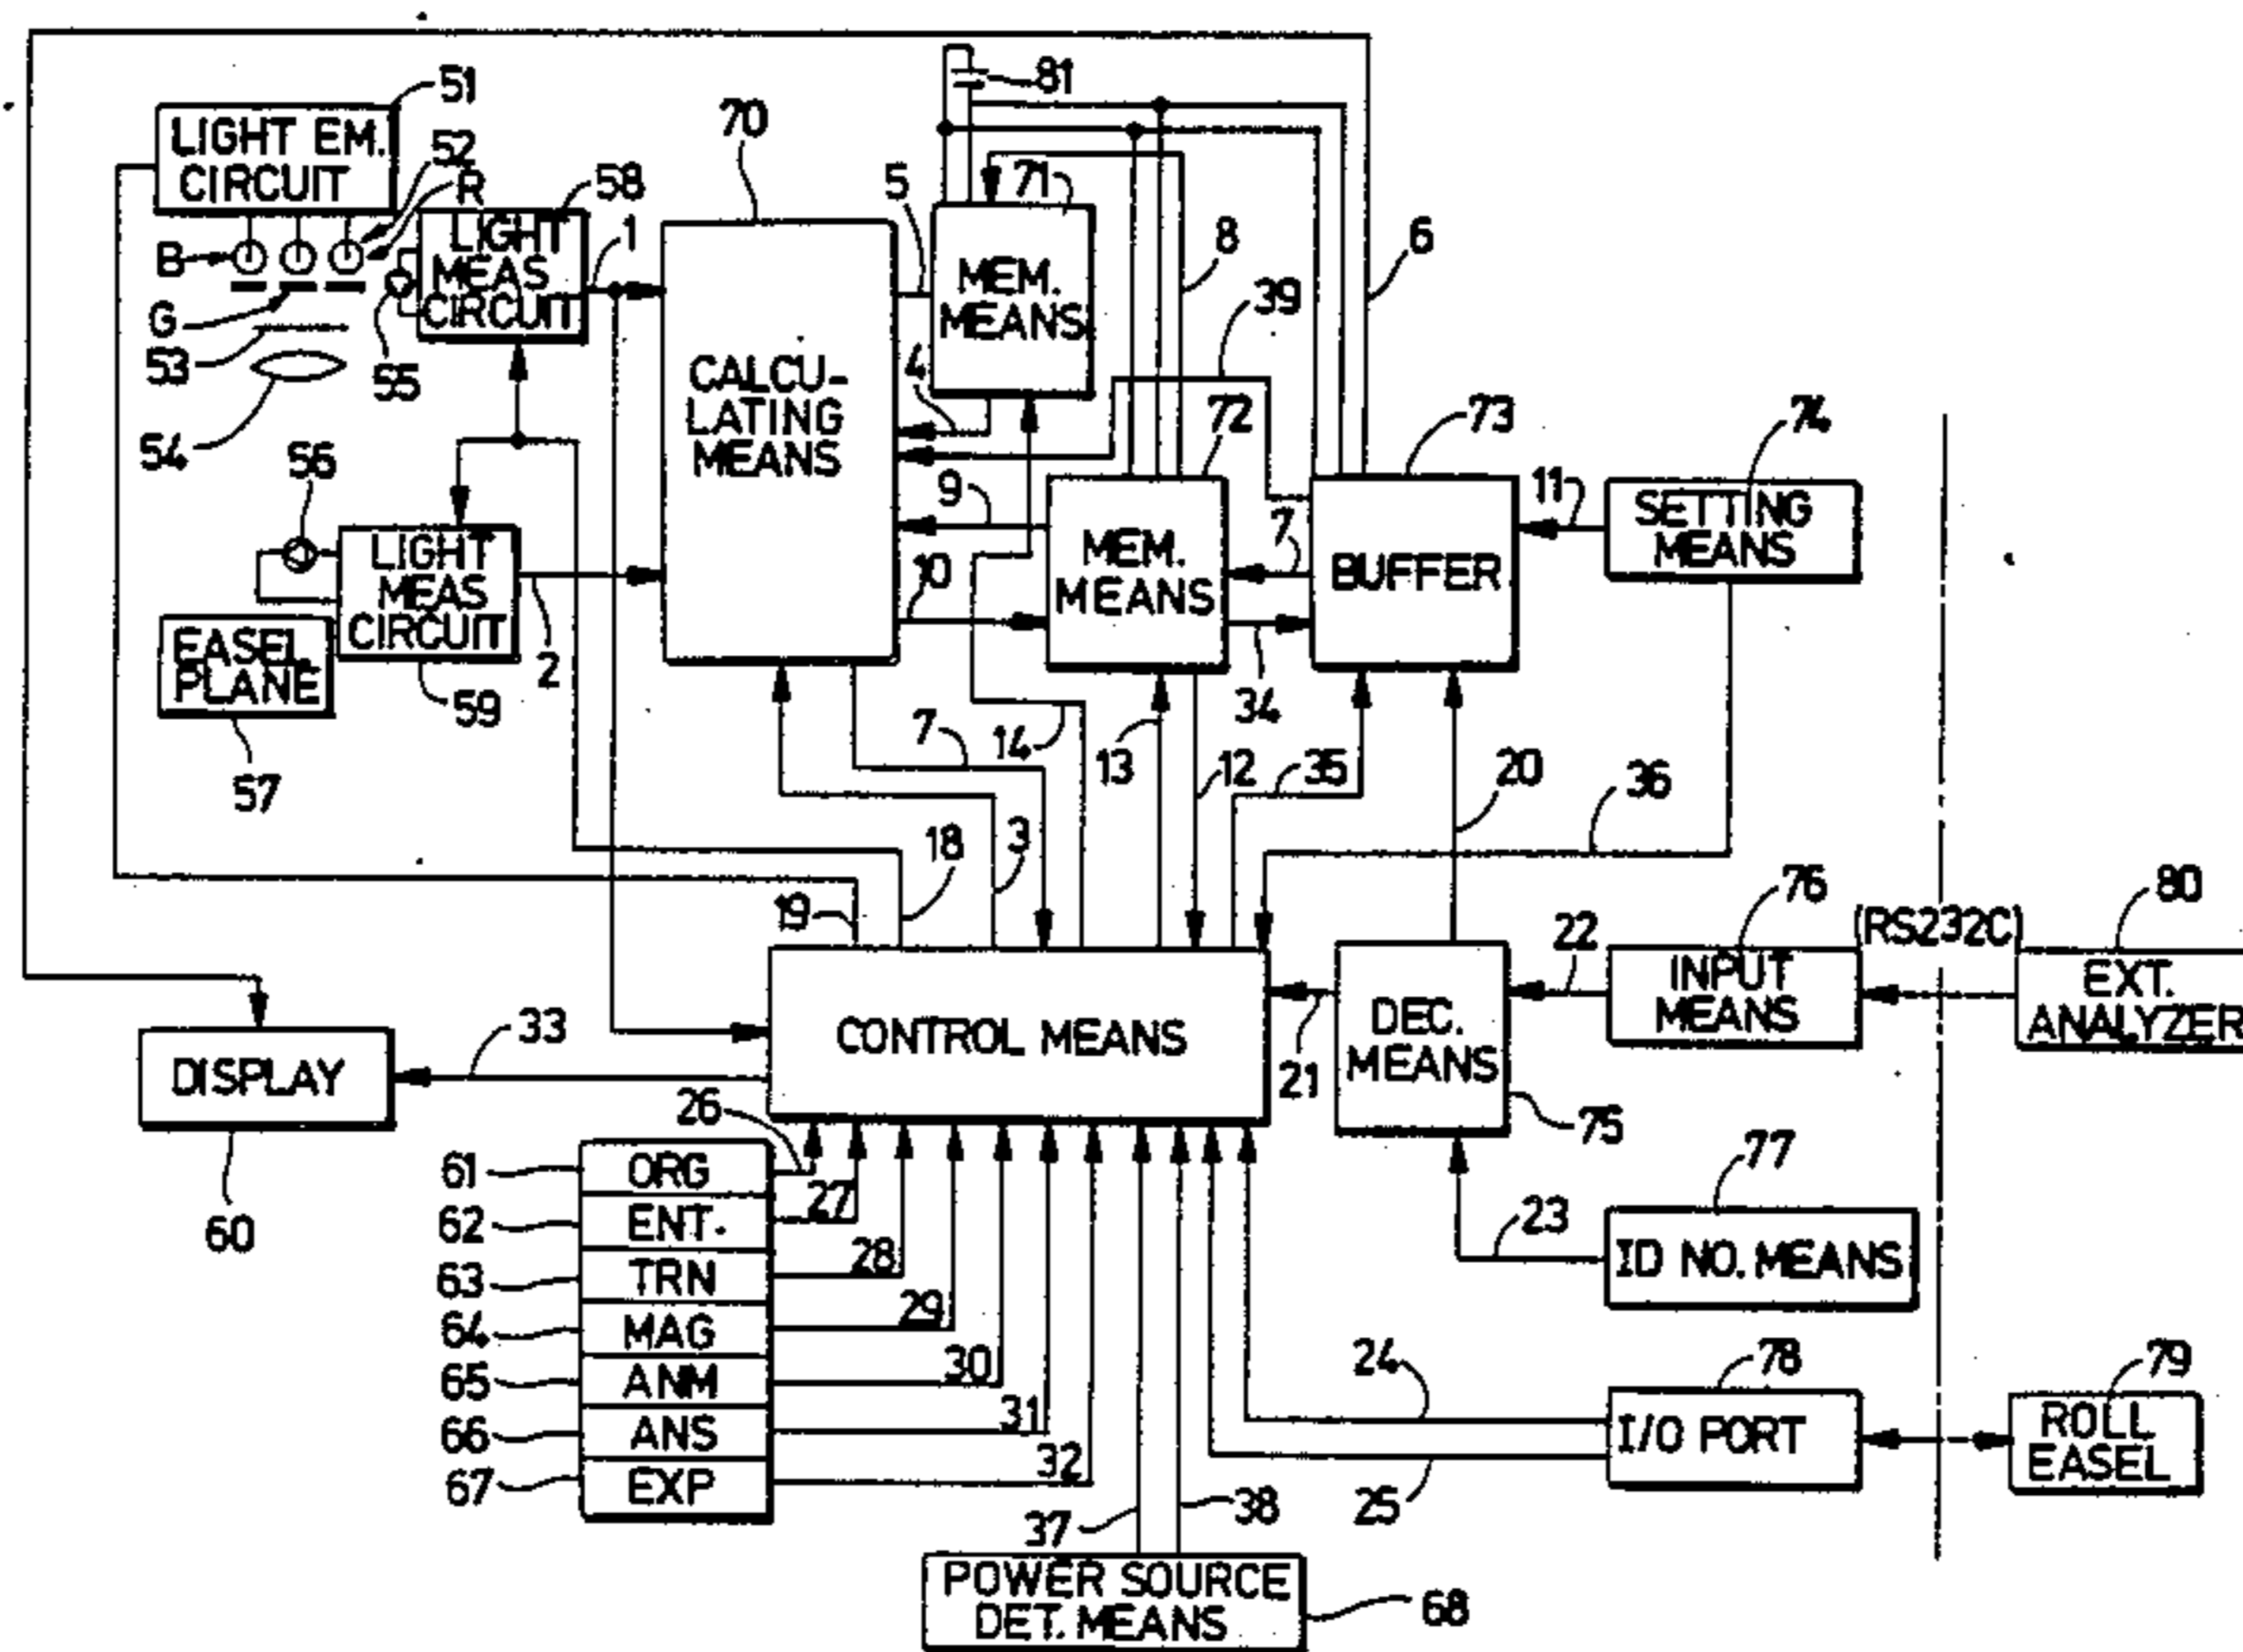 81
51
LIGHT EM.
CIRCUIT
52
R
70
58
5
71
B
LIGHT
MEAS
CIRCUIT
1
8
6
MEM.
MEANS
G
39
53
55
CALCU-
LATING
MEANS
4
54
72
73
74
56
9
11
SETTING
MEANS
LIGHT
MEAS
CIRCUIT
MEM.
MEANS
7
BUFFER
10
EASEL
PLANE
2
59
34
7
14
13
12
35
20
36
57
18
3
19
76
80
(RS232C)
22
INPUT
MEANS
EXT.
ANALYZER
DEC.
MEANS
CONTROL MEANS
33
21
DISPLAY
26
75
60
61
ORG
27
77
62
ENT.
23
28
63
TRN
ID NO. MEANS
29
64
MAG
30
24
78
79
65
ANM
31
66
ANS
I/O PORT
ROLL
EASEL
32
67
EXP
25
37
38
POWER SOURCE
DET. MEANS
68